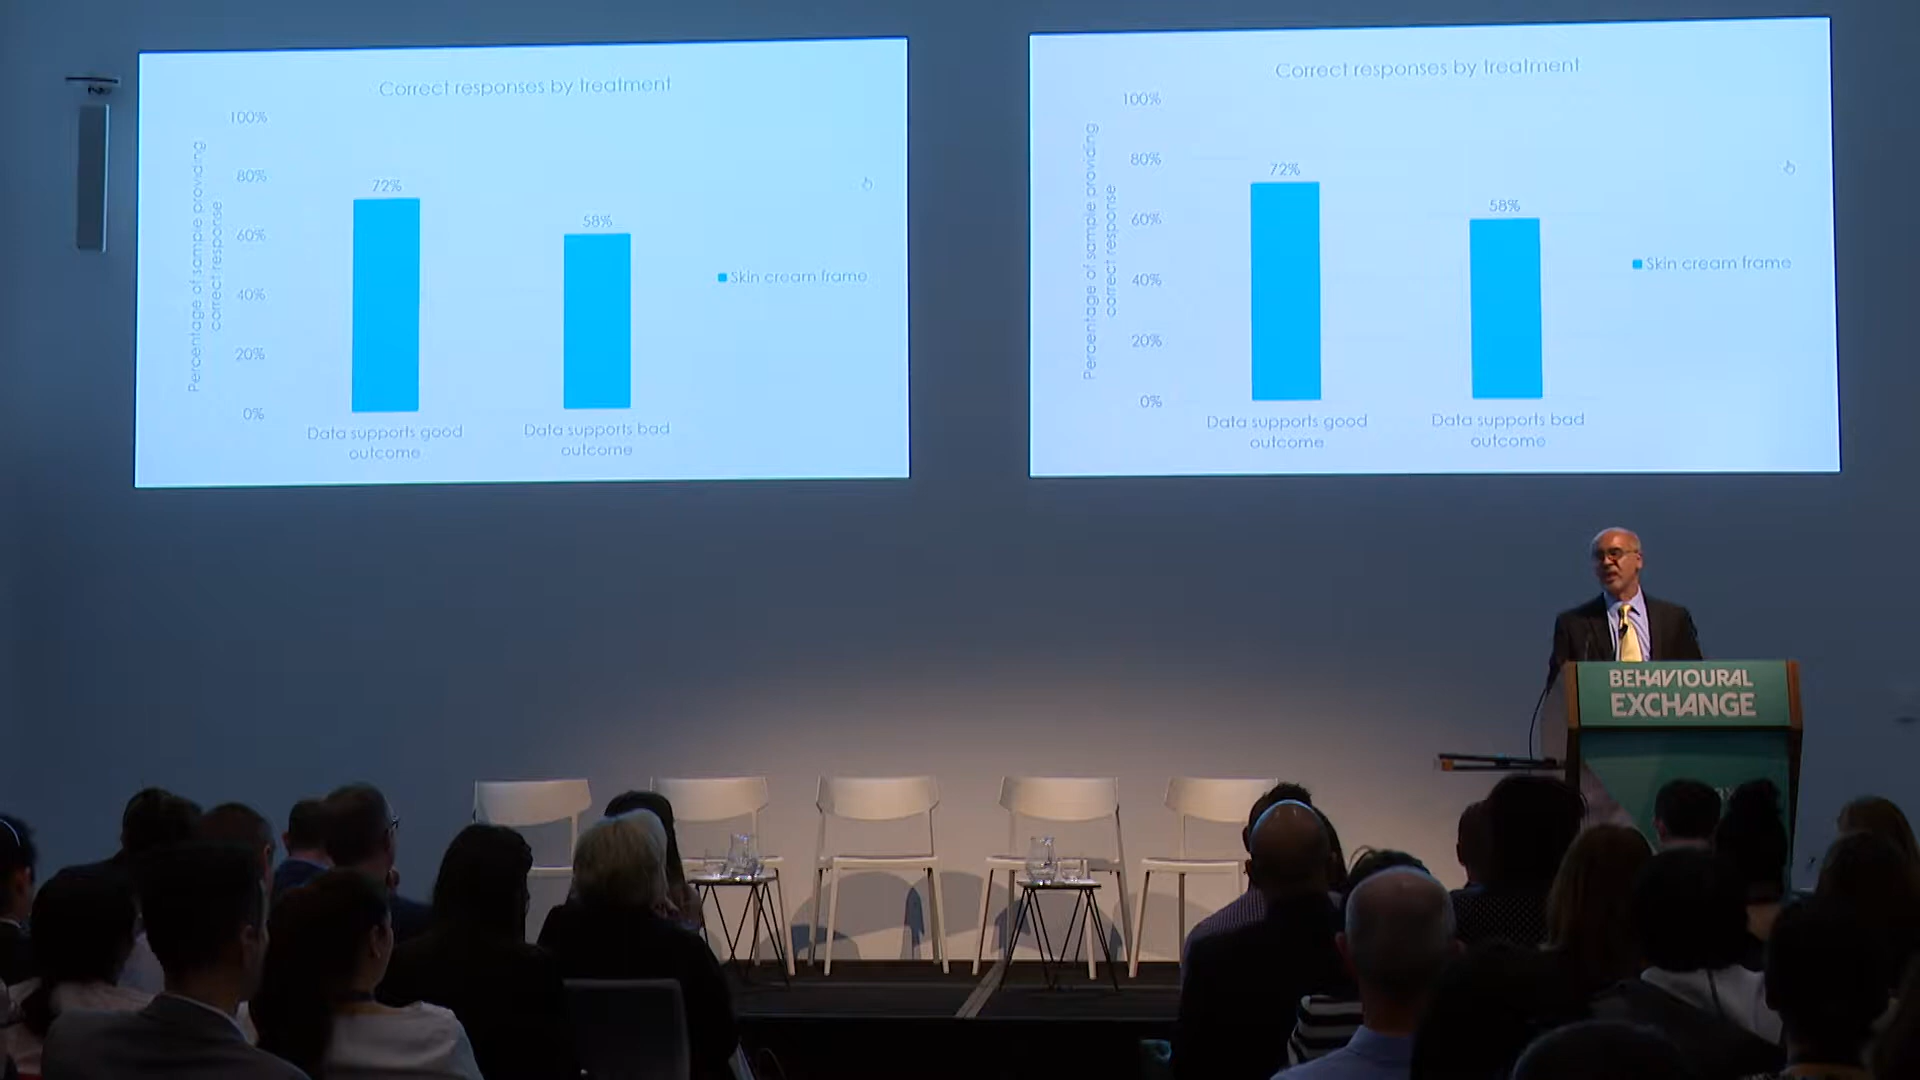 Correct responses by treatment
Percentage of sample providing
correct response
100%
80%
60%
40%
20%
0%
72%
58%
Data supports good
outcome
Data supports bad
outcome
Skin cream frame
Correct responses by treatment
Percentage of sample providing
correct response
100%
80%
60%
40%
20%
0%
72%
58%
Data supports good
outcome
Data supports bad
outcome
Skin cream frame
BEHAVIOURAL
EXCHANGE